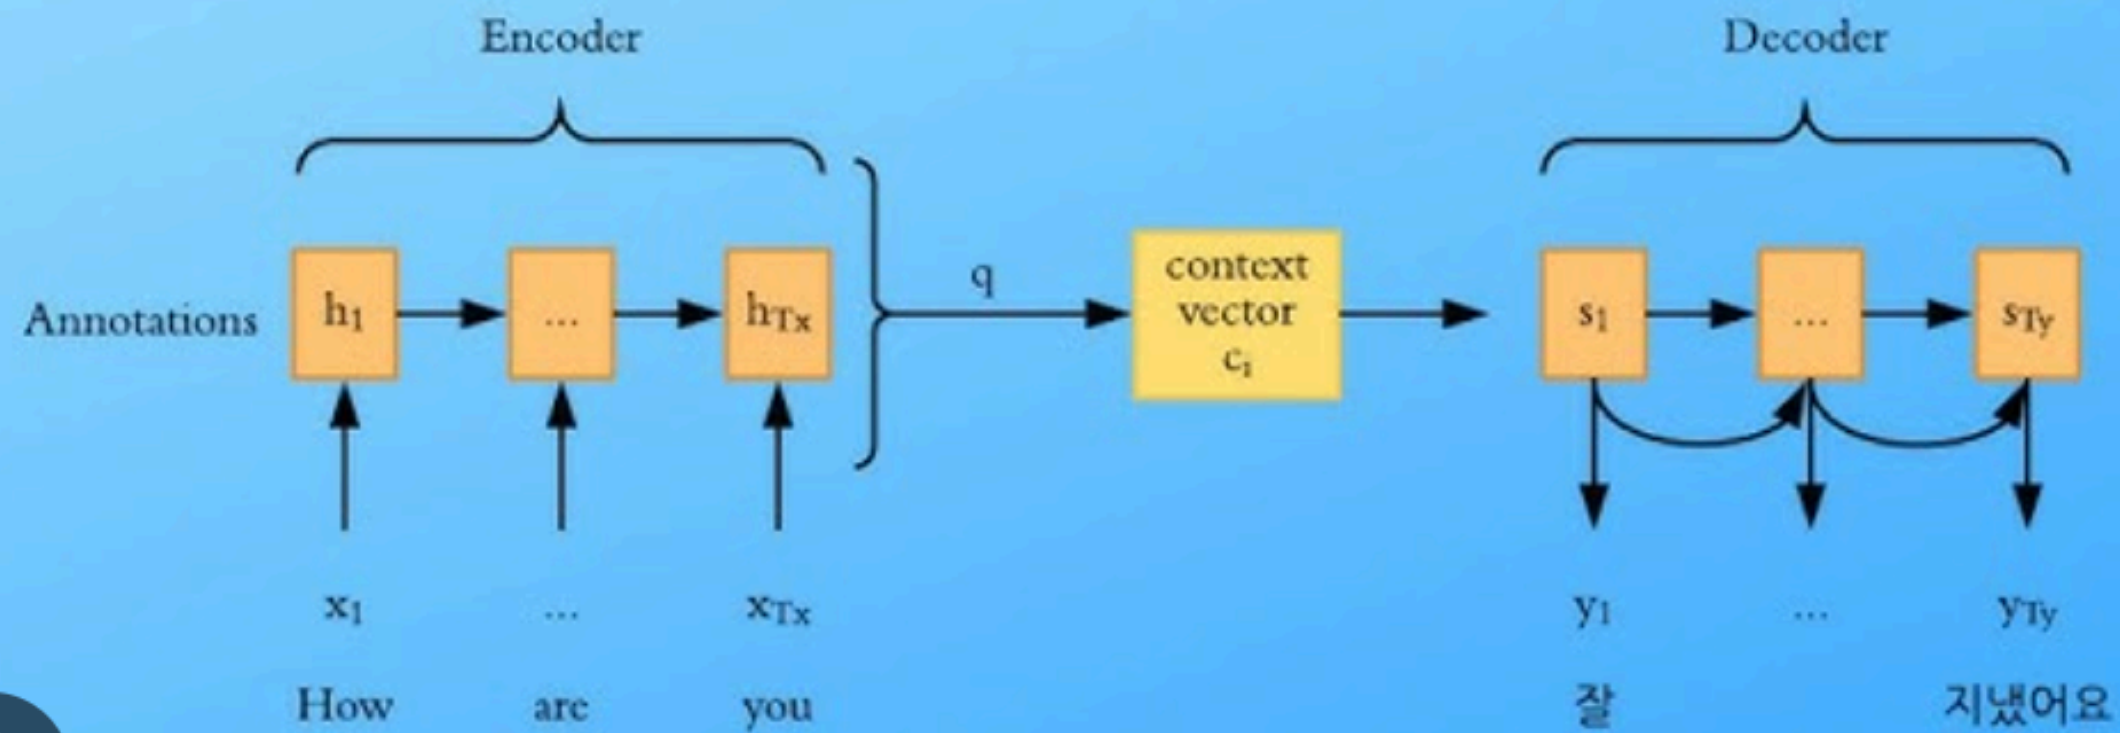 Encoder
Decoder
Annotations
h1
...
hTx
q
context
vector
ci
s1
...
sTy
x1
...
xTx
y1
...
yTy
How
are
you
잘
지냈어요